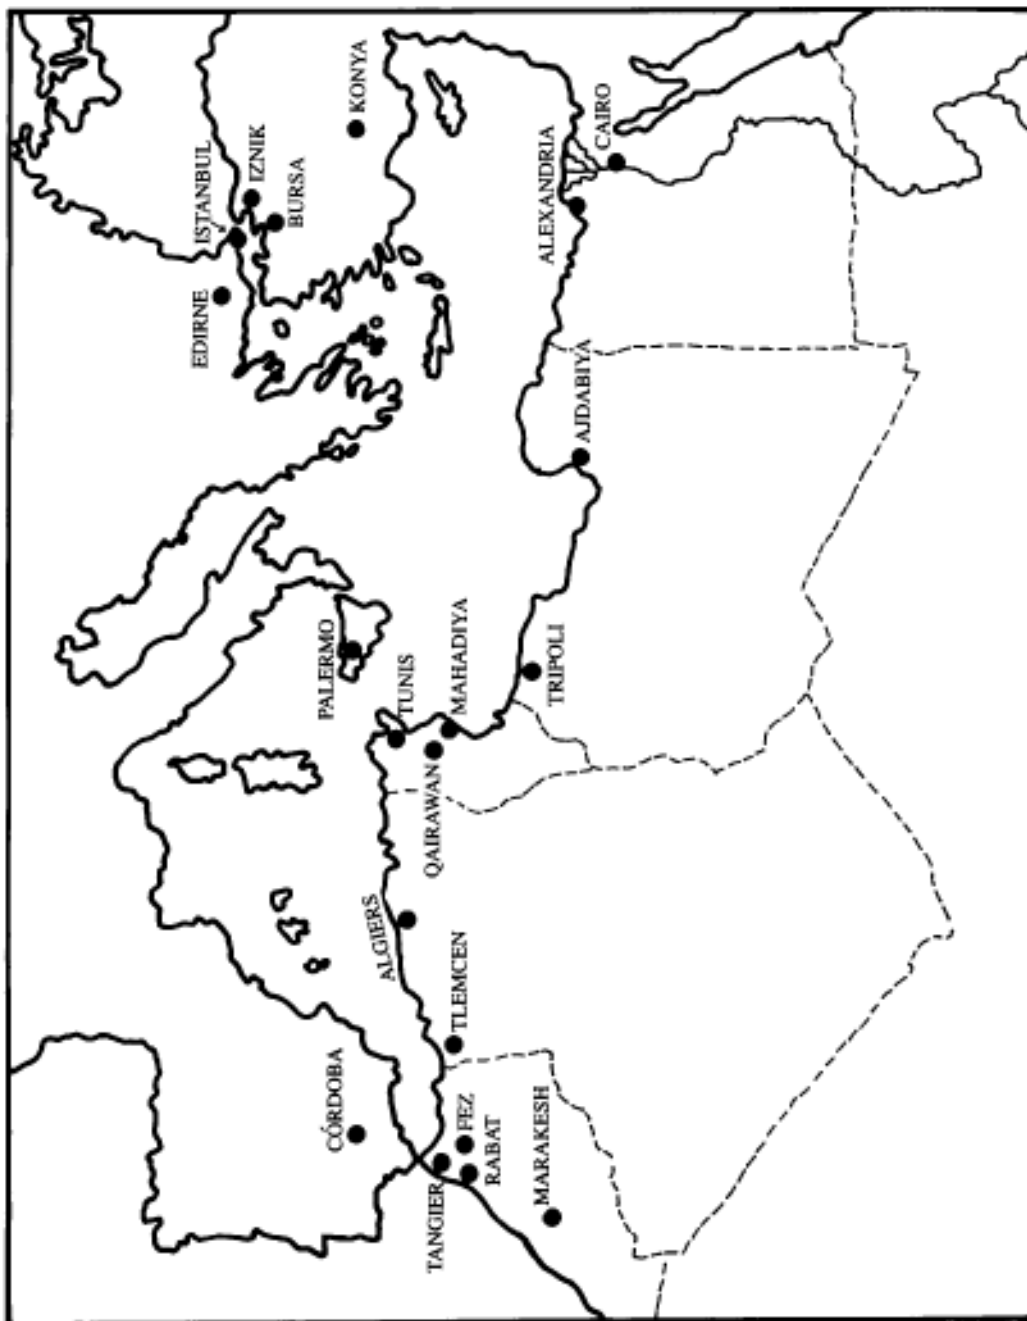 EDIRNE
ISTANBUL
IZNIK
BURSA
KONYA
CÓRDOBA
PALERMO
TUNIS
MAHADIYA
QAIRAWAN
ALGIERS
TLEMCEN
TANGIER
FEZ
RABAT
MARAKESH
TRIPOLI
AJDABIYA
ALEXANDRIA
CAIRO